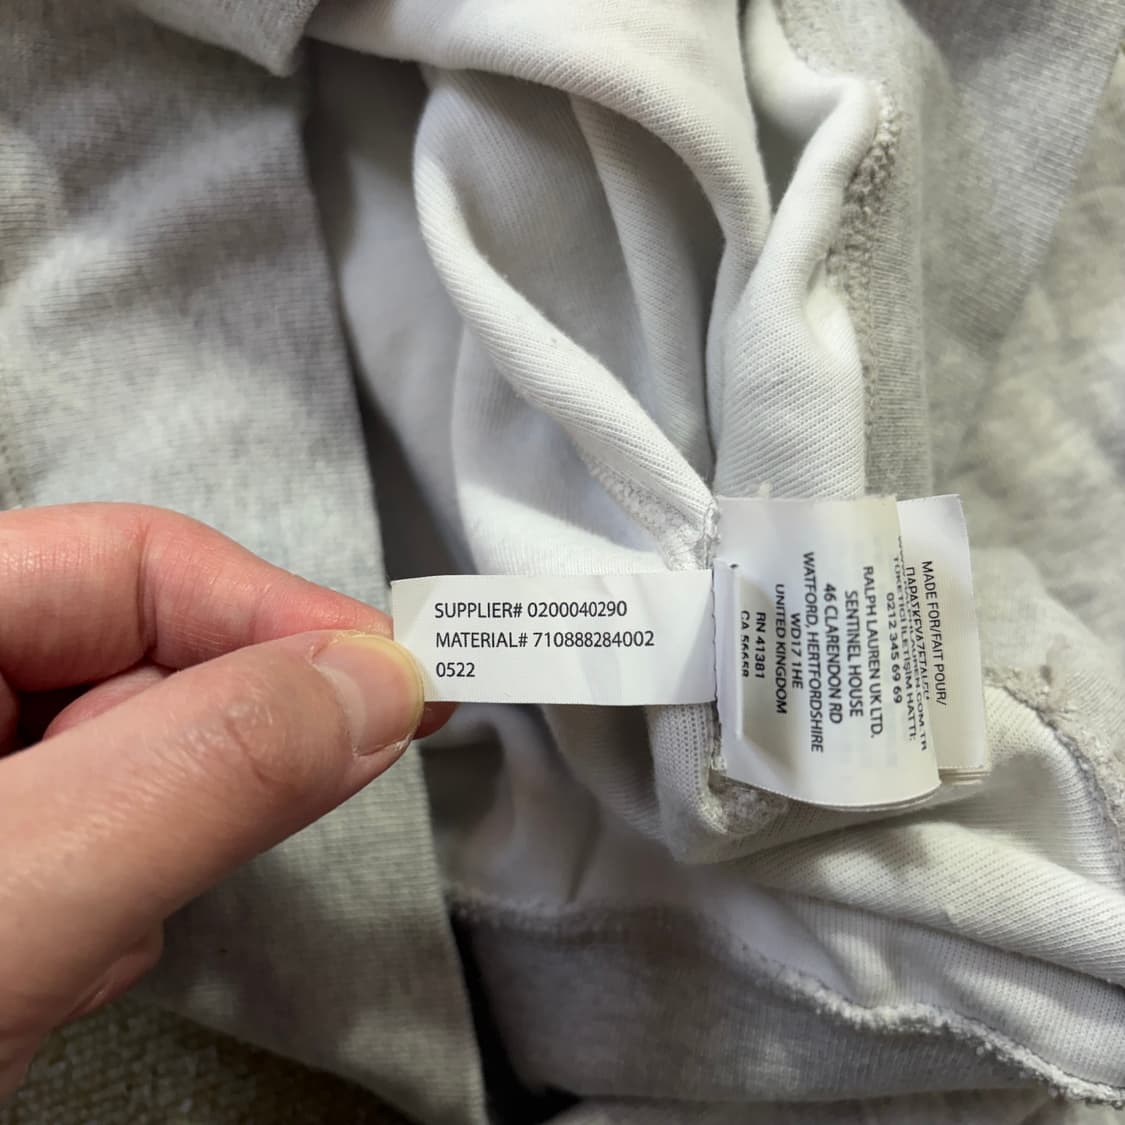 SUPPLIER# 0200040290
MATERIAL# 710888284002
0522
MADE FOR/FAIT POUR/
0212 345 69 69
RALPH LAUREN UK LTD.
SENTINEL HOUSE
46 CLARENDON RD
WATFORD, HERTFORDSHIRE
WD17 1HE
UNITED KINGDOM
RN 41381